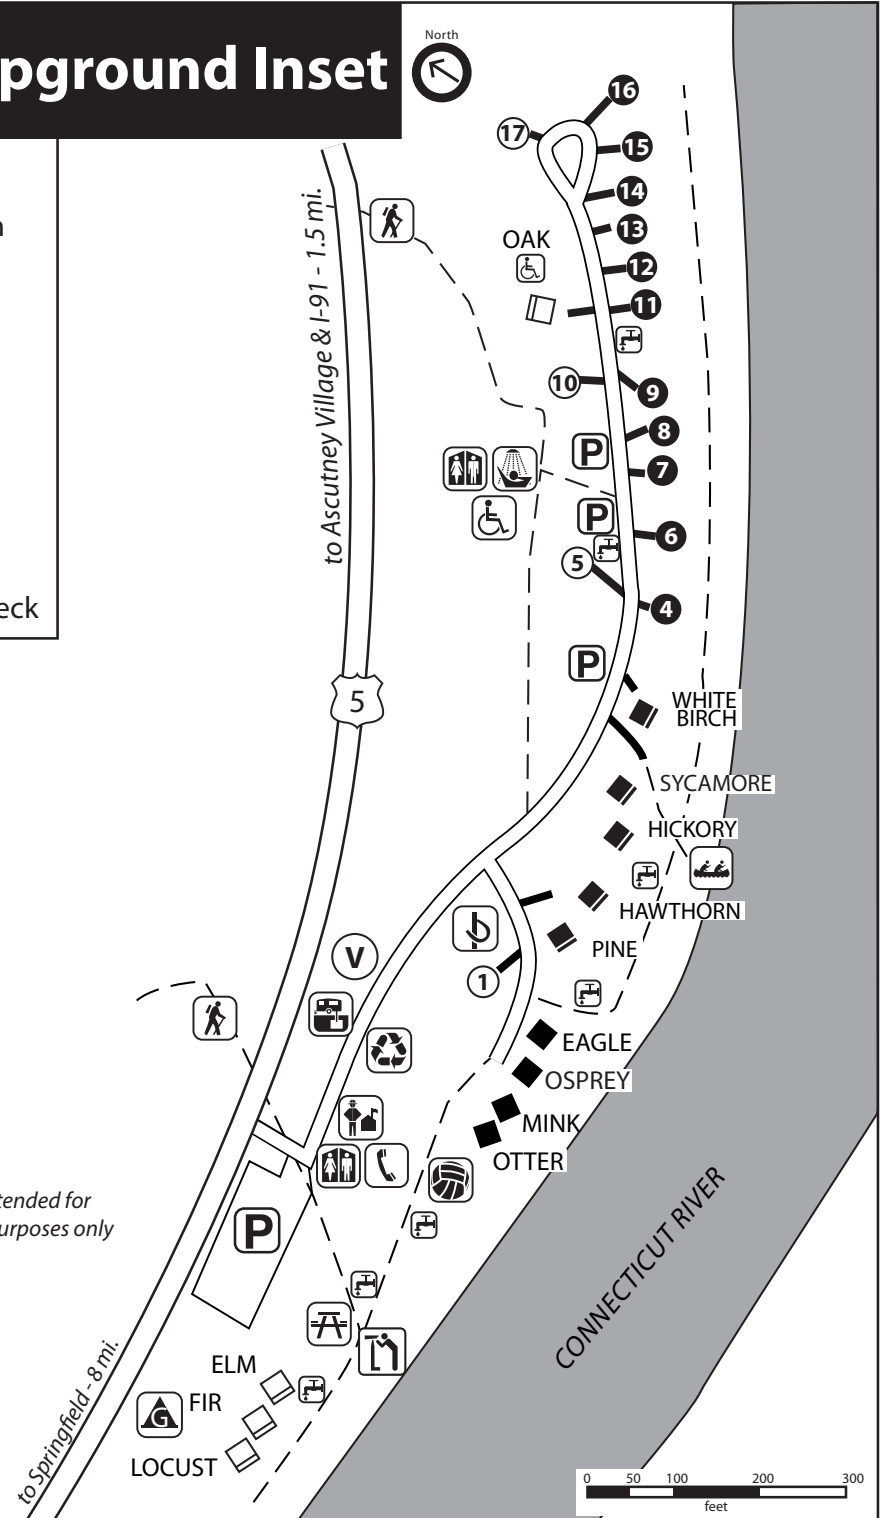 pground Inset
North
16
17
15
14
13
OAK
12
11
10
9
8
P
7
P
6
5
4
to Ascutney Village & I-91 - 1.5 mi.
eck
P
5
WHITE
BIRCH
SYCAMORE
HICKORY
HAWTHORN
PINE
V
1
EAGLE
OSPREY
MINK
OTTER
tended for
urposes only
P
CONNECTICUT RIVER
ELM
FIR
G
LOCUST
to Springfield - 8 mi.
0 50 100 200 300
feet